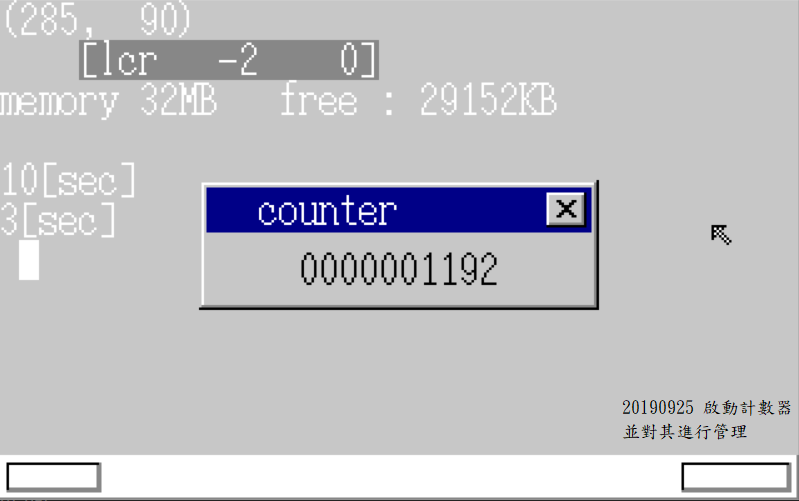 (285,  90)
[lcr  -2   0]
memory 32MB   free : 29152KB
10[sec]
3[sec]
counter
0000001192
20190925 啟動計數器
並對其進行管理